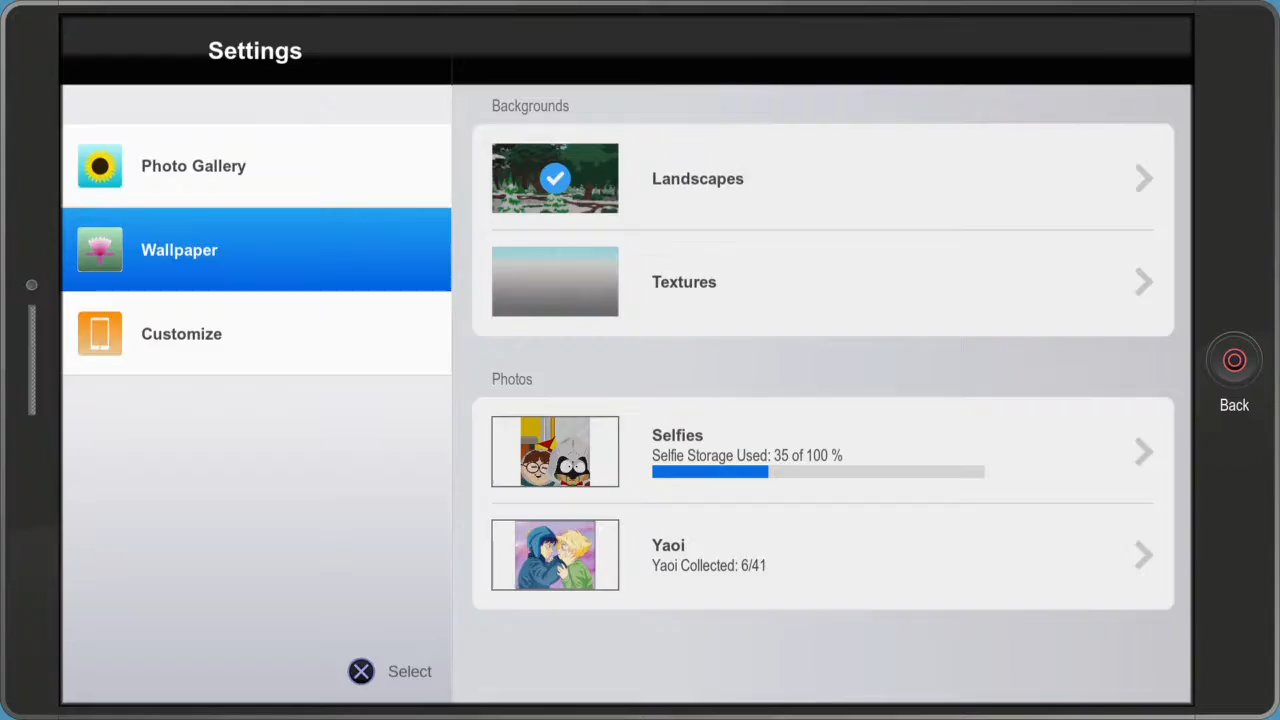 Settings
Photo Gallery
Wallpaper
Customize
Select
Backgrounds
Landscapes
Textures
Photos
Selfies
Selfie Storage Used: 35 of 100 %
Yaoi
Yaoi Collected: 6/41
Back